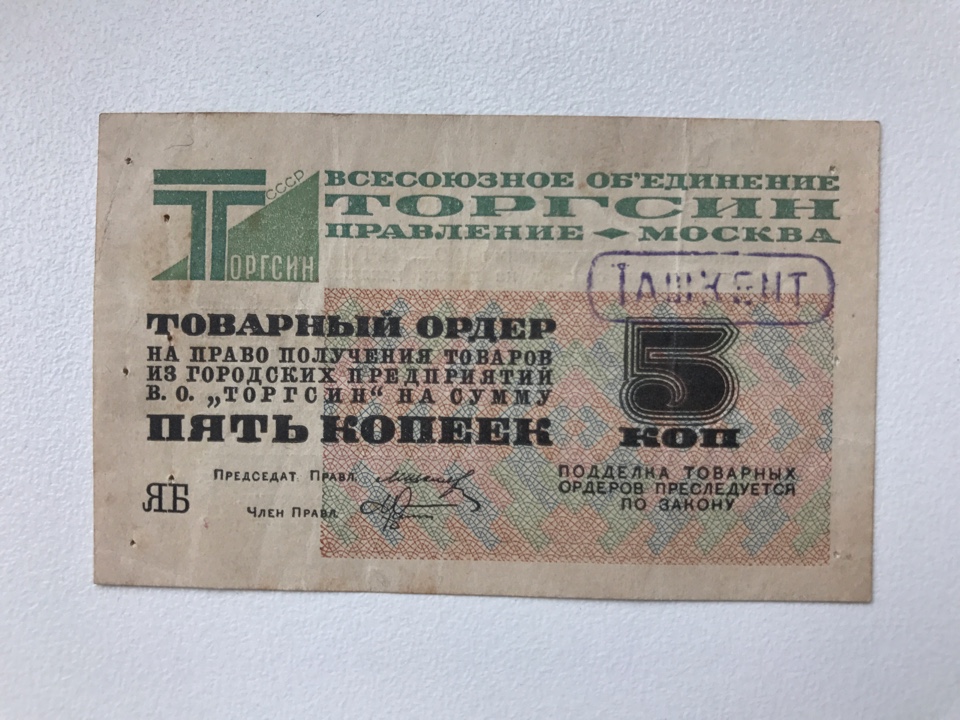 СССР
ТОРГСИН
ВСЕСОЮЗНОЕ ОБ'ЕДИНЕНИЕ
ТОРГСИН
ПРАВЛЕНИЕ ◆ МОСКВА
ТАШКЕНТ
ТОВАРНЫЙ ОРДЕР
НА ПРАВО ПОЛУЧЕНИЯ ТОВАРОВ
ИЗ ГОРОДСКИХ ПРЕДПРИЯТИЙ
В. О. „ТОРГСИН“ НА СУММУ
ПЯТЬ КОПЕЕК
5
КОП
ПРЕДСЕДАТ ПРАВЛ.
ЧЛЕН ПРАВЛ.
ЯБ
ПОДДЕЛКА ТОВАРНЫХ
ОРДЕРОВ ПРЕСЛЕДУЕТСЯ
ПО ЗАКОНУ